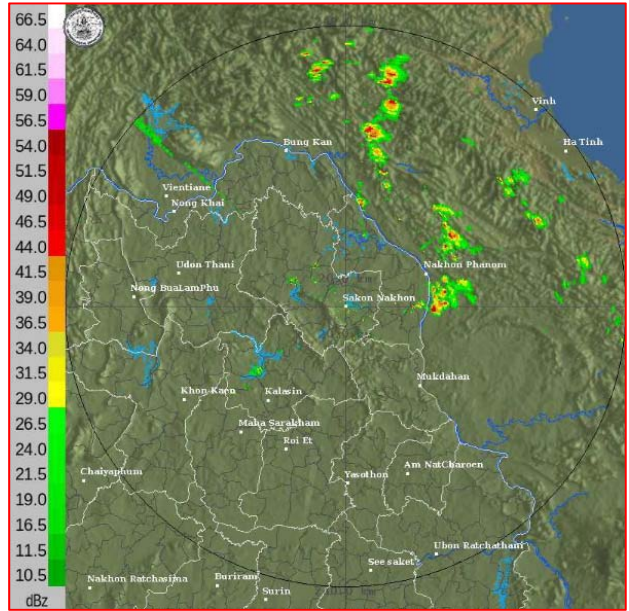 66.5
64.0
61.5
59.0
56.5
54.0
51.5
49.0
46.5
44.0
41.5
39.0
36.5
34.0
31.5
29.0
26.5
24.0
21.5
19.0
16.5
14.0
11.5
10.5
dBz
Vinh
Ha Tinh
Bung Kan
Vientiane
Nong Khai
Udon Thani
Nakhon Phanom
Nong BuaLamPhu
Sakon Nakhon
Mukdahan
Khon Kaen
Kalasin
Maha Sarakham
Roi Et
Chaiyaphum
Am NatCharoen
Yasothon
Ubon Ratchathani
See saket
Nakhon Ratchasima
Buriram
Surin